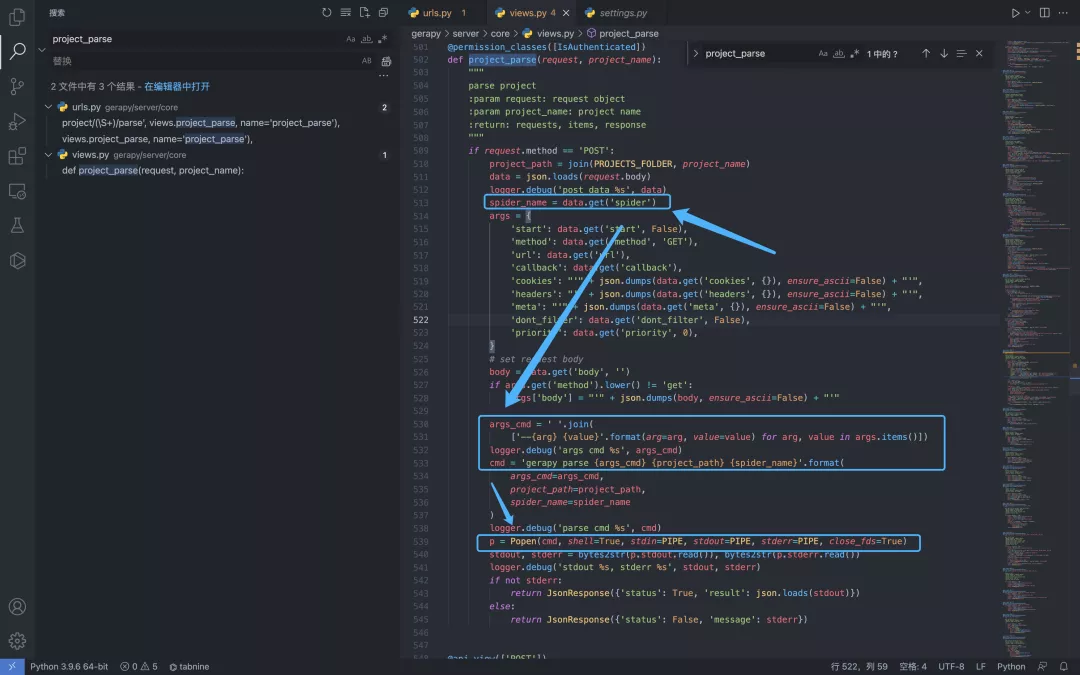 搜索
project_parse
替换
2 文件中有 3 个结果 - 在编辑器中打开
urls.py gerapy/server/core 2
project/(\S+)/parse', views.project_parse, name='project_parse'),
views.project_parse, name='project_parse'),
views.py gerapy/server/core 1
def project_parse(request, project_name):
urls.py 1 views.py 4 settings.py
gerapy > server > core > views.py > project_parse
project_parse 1 中的 ?
501 @permission_classes([IsAuthenticated])
502 def project_parse(request, project_name):
503 """
504 parse project
505 :param request: request object
506 :param project_name: project name
507 :return: requests, items, response
508 """
509 if request.method == 'POST':
510 project_path = join(PROJECTS_FOLDER, project_name)
511 data = json.loads(request.body)
512 logger.debug('post data %s', data)
513 spider_name = data.get('spider')
514 args = {
515 'start': data.get('start', False),
516 'method': data.get('method', 'GET'),
517 'url': data.get('url'),
518 'callback': data.get('callback'),
519 'cookies': "'" + json.dumps(data.get('cookies', {}), ensure_ascii=False) + "'",
520 'headers': "'" + json.dumps(data.get('headers', {}), ensure_ascii=False) + "'",
521 'meta': "'" + json.dumps(data.get('meta', {}), ensure_ascii=False) + "'",
522 'dont_filter': data.get('dont_filter', False),
523 'priority': data.get('priority', 0),
524 }
525 # set request body
526 body = data.get('body', '')
527 if args.get('method').lower() != 'get':
528 args['body'] = "'" + json.dumps(body, ensure_ascii=False) + "'"
529
530 args_cmd = ' '.join(
531 ['--{arg} {value}'.format(arg=arg, value=value) for arg, value in args.items()])
532 logger.debug('args cmd %s', args_cmd)
533 cmd = 'gerapy parse {args_cmd} {project_path} {spider_name}'.format(
534 args_cmd=args_cmd,
535 project_path=project_path,
536 spider_name=spider_name
537 )
538 logger.debug('parse cmd %s', cmd)
539 p = Popen(cmd, shell=True, stdin=PIPE, stdout=PIPE, stderr=PIPE, close_fds=True)
540 stdout, stderr = bytes2str(p.stdout.read()), bytes2str(p.stderr.read())
541 logger.debug('stdout %s, stderr %s', stdout, stderr)
542 if not stderr:
543 return JsonResponse({'status': True, 'result': json.loads(stdout)})
544 else:
545 return JsonResponse({'status': False, 'message': stderr})
546
547
548 @api_view(['POST'])
Python 3.9.6 64-bit 0 5 tabnine 行 522，列 59 空格: 4 UTF-8 LF Python